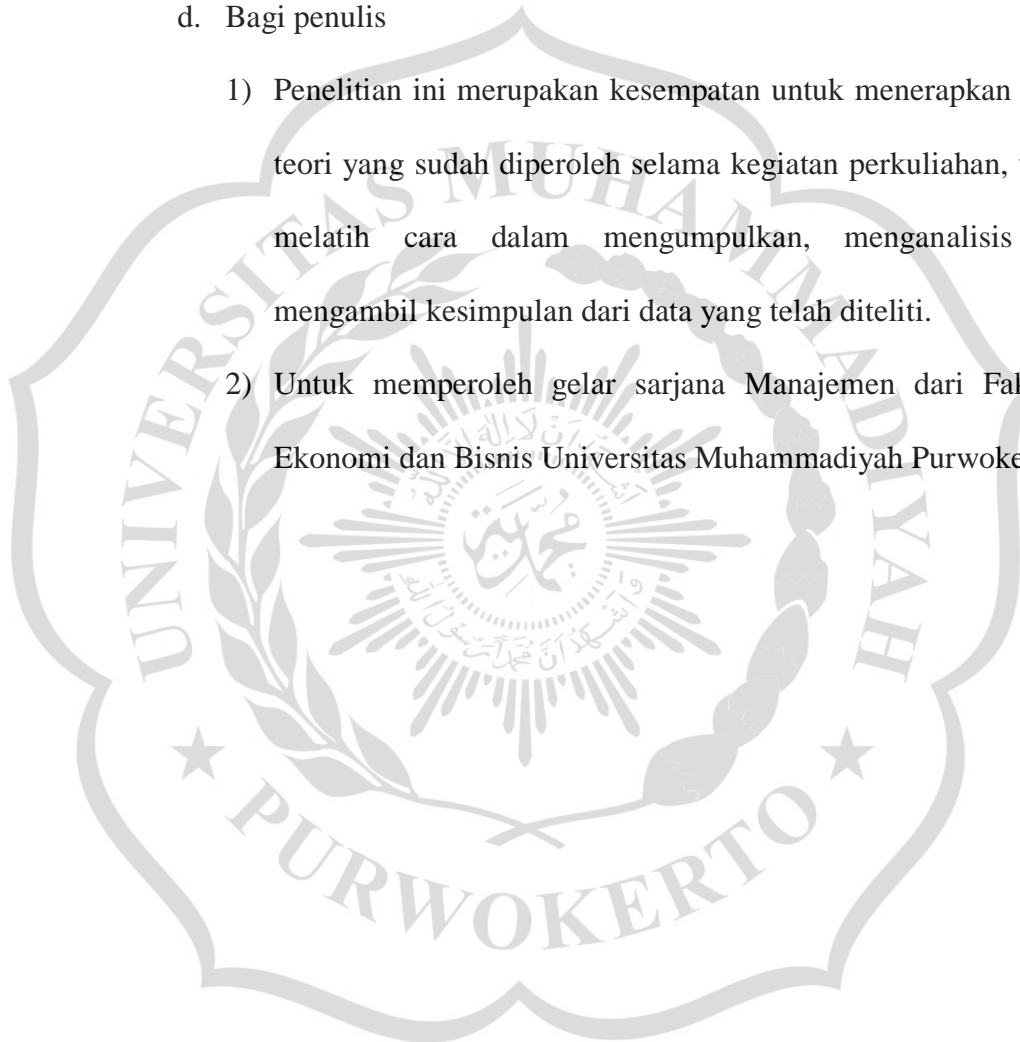 d. Bagi penulis
1) Penelitian ini merupakan kesempatan untuk menerapkan
teori yang sudah diperoleh selama kegiatan perkuliahan,
melatih cara dalam mengumpulkan, menganalisis
mengambil kesimpulan dari data yang telah diteliti.
2) Untuk memperoleh gelar sarjana Manajemen dari
Ekonomi dan Bisnis Universitas Muhammadiyah
UNIVERSITAS MUHAMMADIYAH
PURWOKERTO